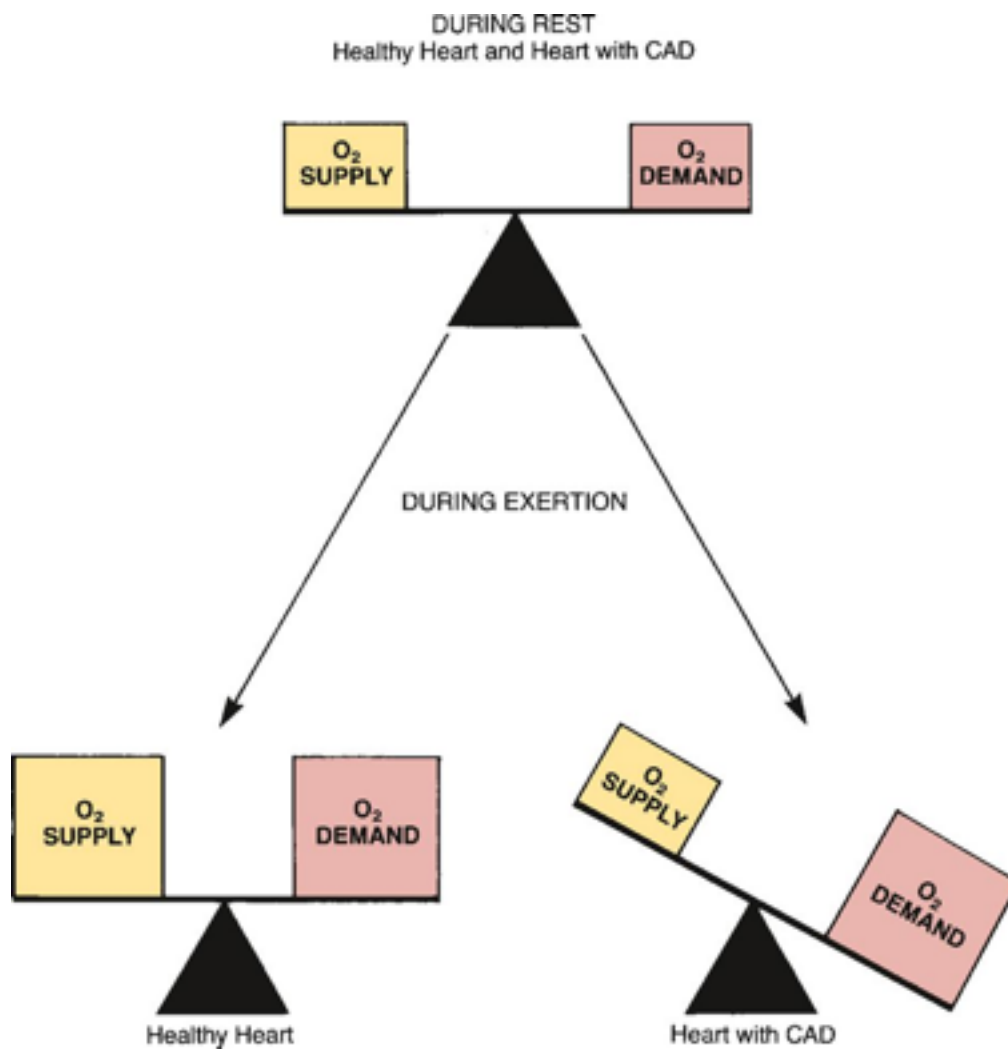 DURING REST
Healthy Heart and Heart with CAD
O₂
SUPPLY
O₂
DEMAND
DURING EXERTION
O₂
SUPPLY
O₂
DEMAND
O₂
SUPPLY
O₂
DEMAND
Healthy Heart
Heart with CAD